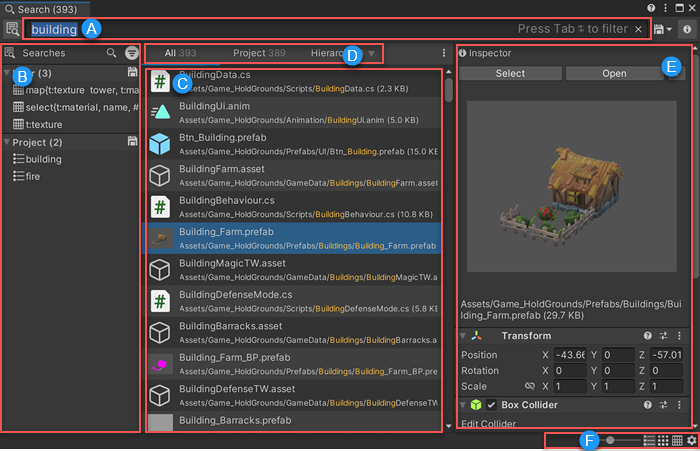 Search (393)
building
A
Press Tab ↹ to filter
B
Searches
(3)
map{t:texture tower, t:ma
select{t:material, name, #
t:texture
Project (2)
building
fire
All 393
Project 389
Hierarc
D
C
BuildingData.cs
Assets/Game_HoldGrounds/Scripts/BuildingData.cs (2.3 KB)
BuildingUi.anim
Assets/Game_HoldGrounds/Animation/BuildingUi.anim (5.0 KB)
Btn_Building.prefab
Assets/Game_HoldGrounds/Prefabs/UI/Btn_Building.prefab (15.0 K
BuildingFarm.asset
Assets/Game_HoldGrounds/GameData/Buildings/BuildingFarm.asset
BuildingBehaviour.cs
Assets/Game_HoldGrounds/Scripts/BuildingBehaviour.cs (10.8 KB)
Building_Farm.prefab
Assets/Game_HoldGrounds/Prefabs/Buildings/Building_Farm.prefab
BuildingMagicTW.asset
Assets/Game_HoldGrounds/GameData/Buildings/BuildingMagicTW.a
BuildingDefenseMode.cs
Assets/Game_HoldGrounds/Scripts/BuildingDefenseMode.cs (5.8 K
BuildingBarracks.asset
Assets/Game_HoldGrounds/GameData/Buildings/BuildingBarracks.a
Building_Farm_BP.prefab
Assets/Game_HoldGrounds/Prefabs/Buildings/Building_Farm_BP.pre
BuildingDefenseTW.asset
Assets/Game_HoldGrounds/GameData/Buildings/BuildingDefenseTW
Building_Barracks.prefab
Inspector
E
Select
Open
Assets/Game_HoldGrounds/Prefabs/Buildings/Bui
lding_Farm.prefab (29.7 KB)
Transform
Position X -43.66 Y 0 Z -57.01
Rotation X 0 Y 0 Z 0
Scale X 1 Y 1 Z 1
Box Collider
Edit Collider
F